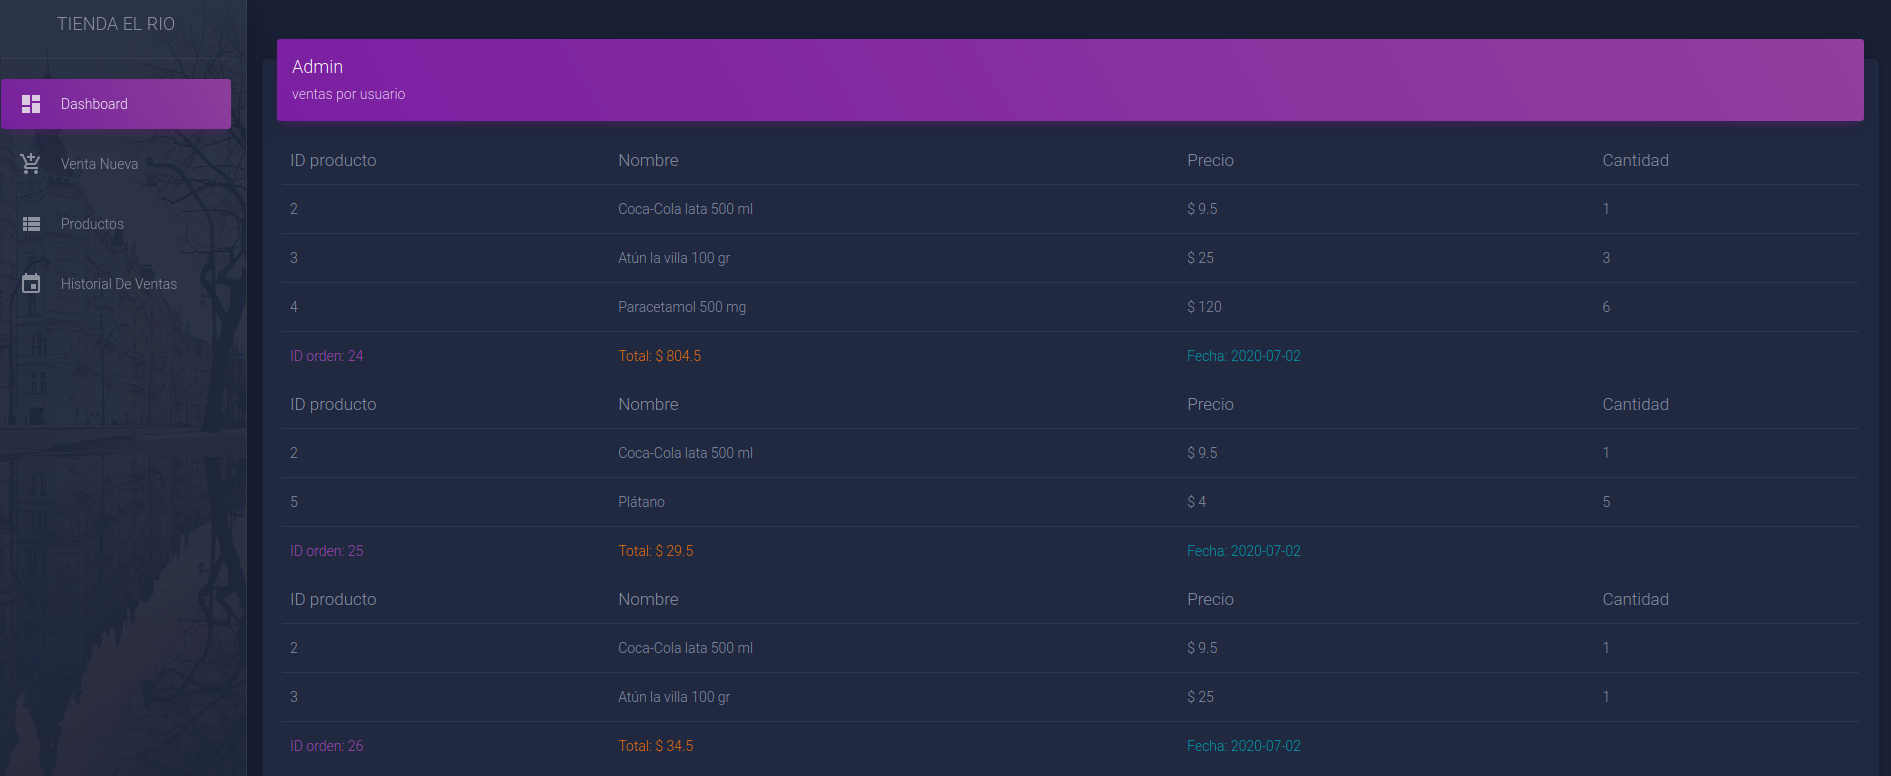 TIENDA EL RIO
Dashboard
Venta Nueva
Productos
Historial De Ventas
Admin
ventas por usuario
ID producto Nombre Precio Cantidad
2 Coca-Cola lata 500 ml $ 9.5 1
3 Atún la villa 100 gr $ 25 3
4 Paracetamol 500 mg $ 120 6
ID orden: 24 Total: $ 804.5 Fecha: 2020-07-02
ID producto Nombre Precio Cantidad
2 Coca-Cola lata 500 ml $ 9.5 1
5 Plátano $ 4 5
ID orden: 25 Total: $ 29.5 Fecha: 2020-07-02
ID producto Nombre Precio Cantidad
2 Coca-Cola lata 500 ml $ 9.5 1
3 Atún la villa 100 gr $ 25 1
ID orden: 26 Total: $ 34.5 Fecha: 2020-07-02